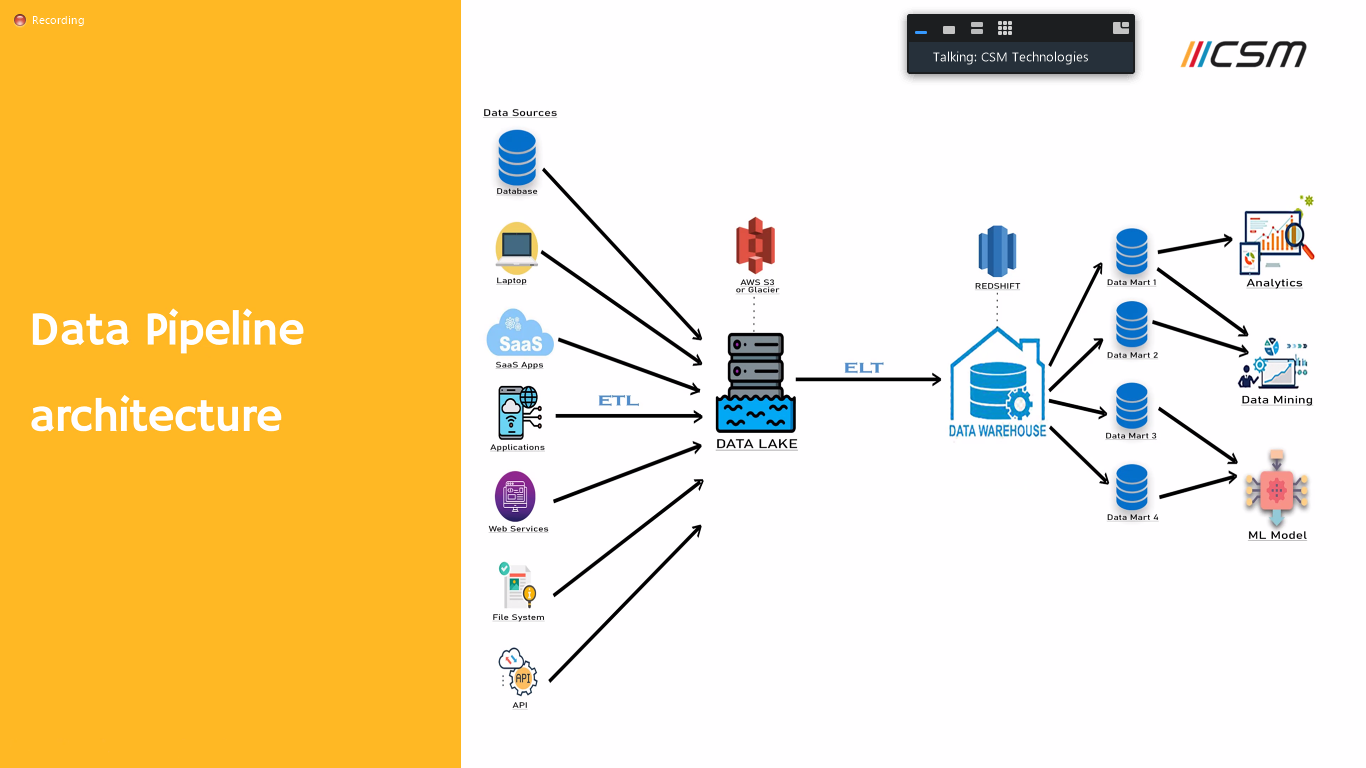 Recording
Talking: CSM Technologies
CSM
Data Pipeline
architecture
Data Sources
Database
Laptop
SaaS
SaaS Apps
Applications
Web Services
File System
API
API
ETL
AWS S3
or Glacier
DATA LAKE
ELT
REDSHIFT
DATA WAREHOUSE
Data Mart 1
Data Mart 2
Data Mart 3
Data Mart 4
Analytics
Data Mining
ML Model